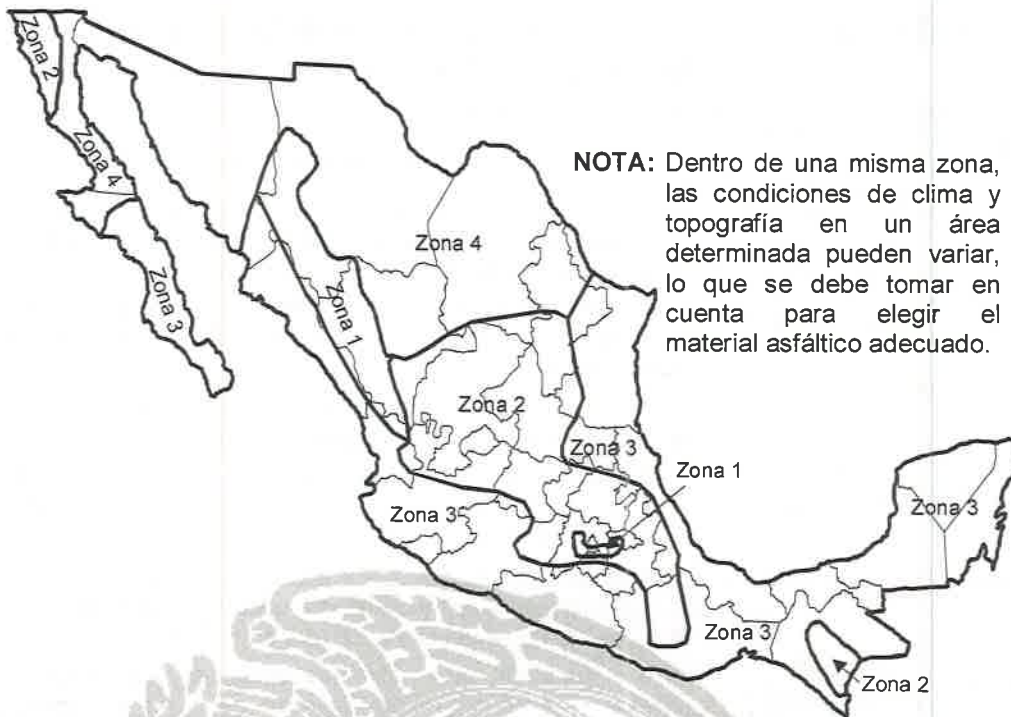 Zona 2
Zona 4
Zona 3
Zona 1
Zona 4
NOTA: Dentro de una misma zona,
las condiciones de clima y
topografía en un área
determinada pueden variar,
lo que se debe tomar en
cuenta para elegir el
material asfáltico adecuado.
Zona 2
Zona 3
Zona 1
Zona 3
Zona 3
Zona 3
Zona 2